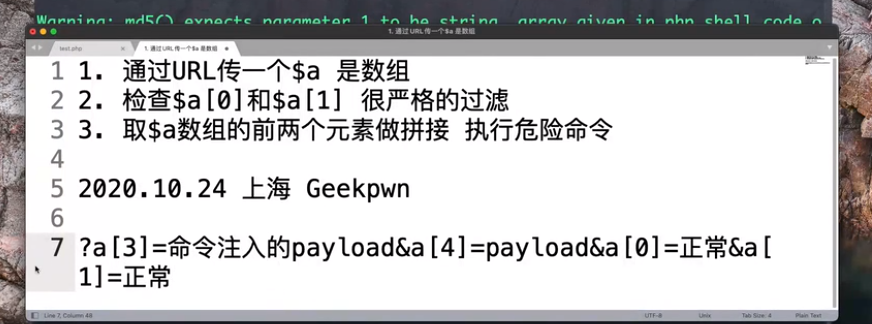 Warning: md5() expects parameter 1 to be string, array given in php shell code o
1. 通过URL传一个$a 是数组
test.php
1. 通过URL传一个$a 是数组
1 1. 通过URL传一个$a 是数组
2 2. 检查$a[0]和$a[1] 很严格的过滤
3 3. 取$a数组的前两个元素做拼接 执行危险命令
4
5 2020.10.24 上海 Geekpwn
6
7 ?a[3]=命令注入的payload&a[4]=payload&a[0]=正常&a[
1]=正常
Line 7, Column 48
UTF-8
Unix
Tab Size: 4
Plain Text